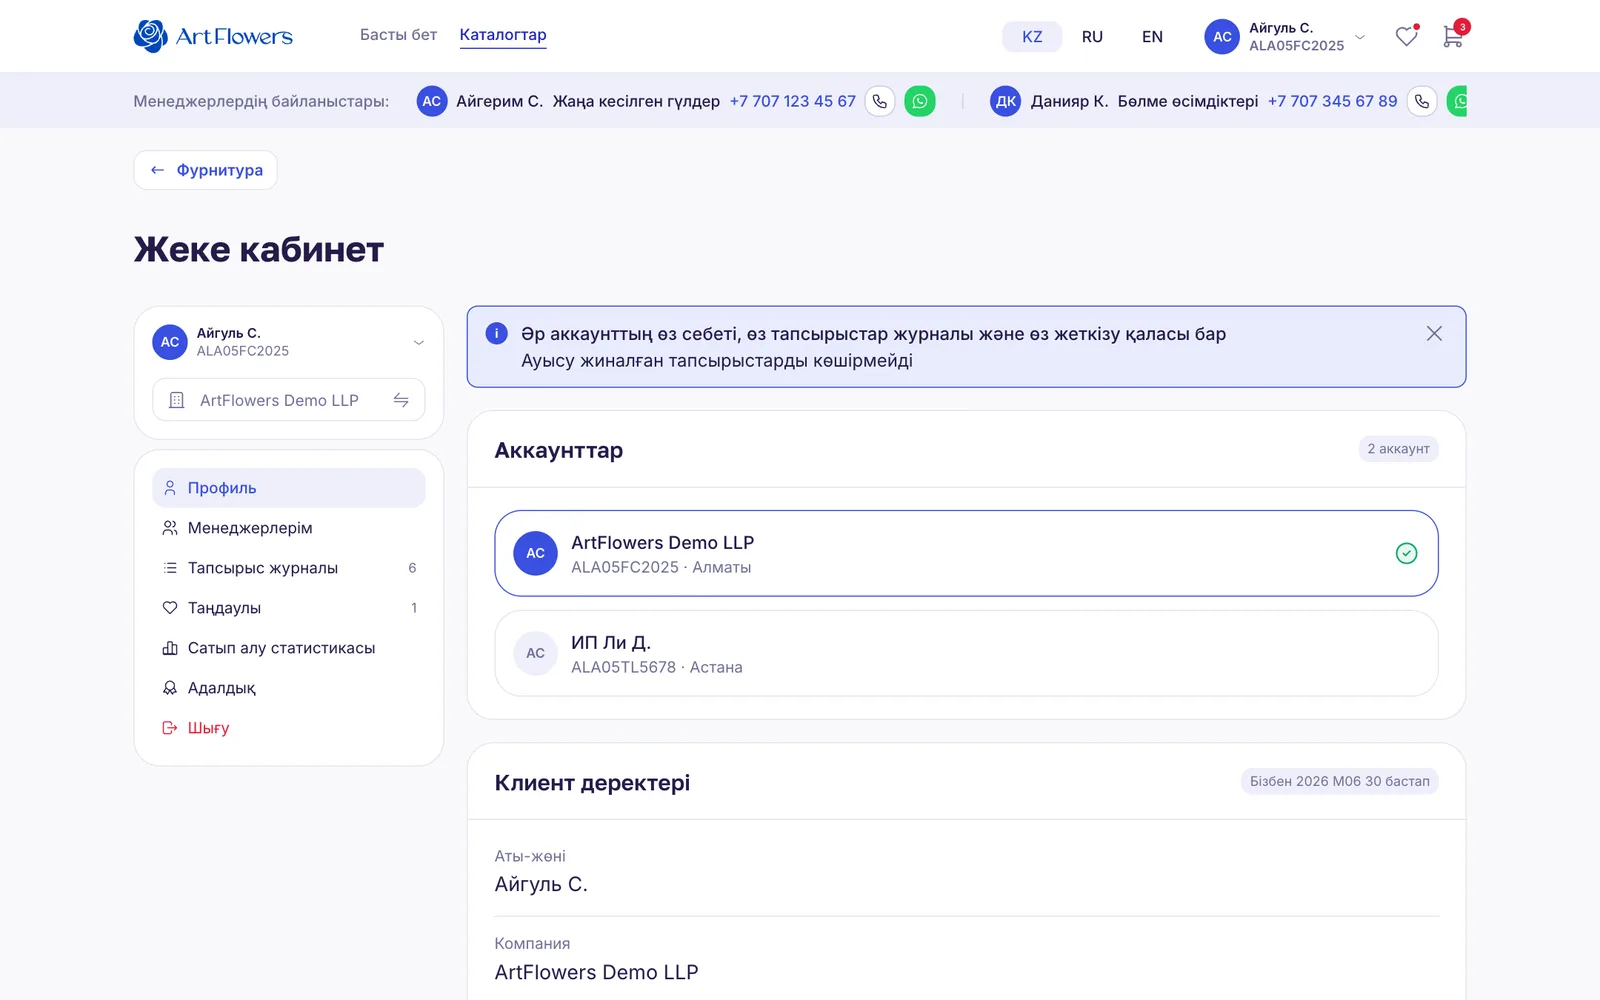 ArtFlowers
Басты бет
Каталогтар
KZ
RU
EN
АС
Айгуль С.
ALA05FC2025
3
Менеджерлердің байланыстары:
АС
Айгерим С.
Жаңа кесілген гүлдер
+7 707 123 45 67
ДК
Данияр К.
Бөлме өсімдіктері
+7 707 345 67 89
← Фурнитура
Жеке кабинет
АС
Айгуль С.
ALA05FC2025
ArtFlowers Demo LLP
Профиль
Менеджерлерім
Тапсырыс журналы
6
Таңдаулы
1
Сатып алу статистикасы
Адалдық
Шығу
Әр аккаунттың өз себеті, өз тапсырыстар журналы және өз жеткізу қаласы бар
Ауысу жиналған тапсырыстарды көшірмейді
Аккаунттар
2 аккаунт
АС
ArtFlowers Demo LLP
ALA05FC2025 · Алматы
АС
ИП Ли Д.
ALA05TL5678 · Астана
Клиент деректері
Бізбен 2026 M06 30 бастап
Аты-жөні
Айгуль С.
Компания
ArtFlowers Demo LLP